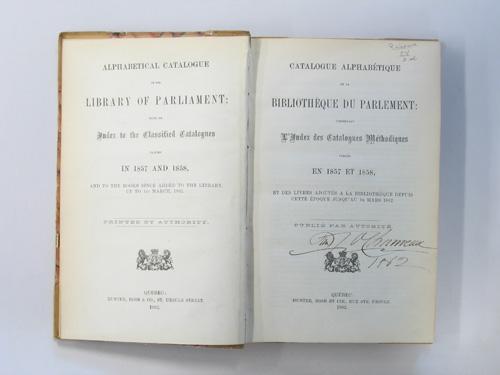 ALPHABETICAL CATALOGUE
OF THE
LIBRARY OF PARLIAMENT:
BEING AN
Index to the Classified Catalogues
PRINTED
IN 1857 AND 1858,
AND TO THE BOOKS SINCE ADDED TO THE LIBRARY,
UP TO 1st MARCH, 1862.
PRINTED BY AUTHORITY.
QUEBEC:
HUNTER, ROSE & CO., ST. URSULE STREET.
1862.
CATALOGUE ALPHABÉTIQUE
DE LA
BIBLIOTHÈQUE DU PARLEMENT:
COMPRENANT
L'Index des Catalogues Méthodiques
PUBLIÉS
EN 1857 ET 1858,
ET DES LIVRES AJOUTÉS A LA BIBLIOTHÈQUE DEPUIS
CETTE ÉPOQUE JUSQU'AU 1er MARS 1862.
PUBLIÉ PAR AUTORITÉ
1862
QUÉBEC:
HUNTER, ROSE ET CIE., RUE STE. URSULE.
1862.